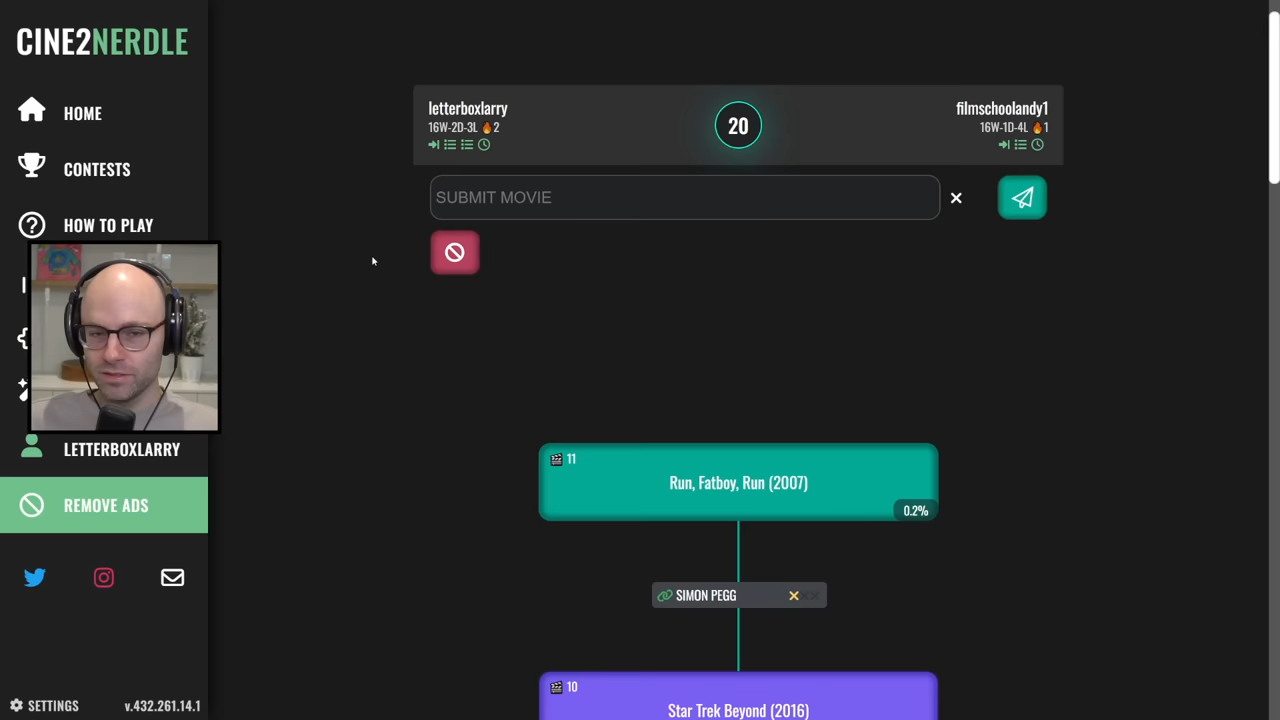 CINE2NERDLE
HOME
CONTESTS
HOW TO PLAY
LETTERBOXLARRY
REMOVE ADS
SETTINGS
v.432.261.14.1
letterboxlarry
16W-2D-3L 🔥2
20
filmschoolandy1
16W-1D-4L 🔥1
SUBMIT MOVIE
11
Run, Fatboy, Run (2007)
0.2%
SIMON PEGG
10
Star Trek Beyond (2016)